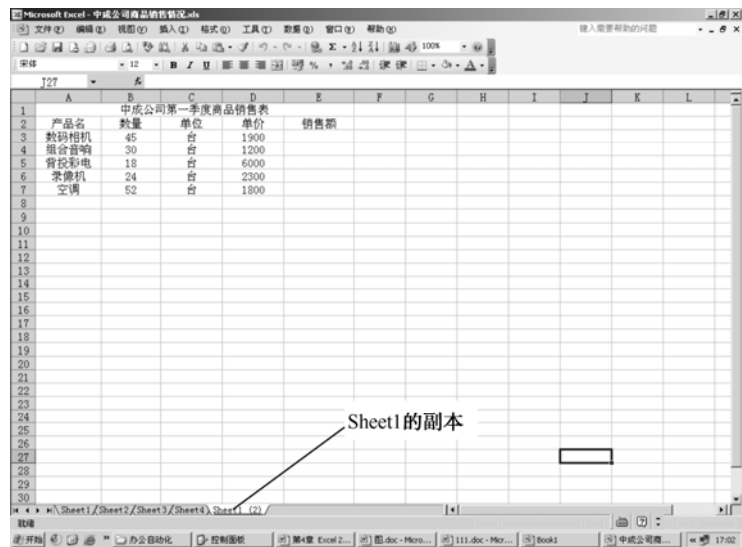 Microsoft Excel - 中成公司商品销售情况.xls
文件(F) 编辑(E) 视图(V) 插入(I) 格式(O) 工具(T) 数据(D) 窗口(W) 帮助(H) 键入需要帮助的问题
100%
宋体 12 B I U
J27 fx
A B C D E F G H I J K L
1 中成公司第一季度商品销售表
2 产品名 数量 单位 单价 销售额
3 数码相机 45 台 1900
4 组合音响 30 台 1200
5 背投彩电 18 台 6000
6 录像机 24 台 2300
7 空调 52 台 1800
8
9
10
11
12
13
14
15
16
17
18
19
20
21
22
23
24
25
26
27
28
29
30
Sheet1的副本
Sheet1 / Sheet2 / Sheet3 / Sheet4 \ Sheet1 (2) /
就绪
开始 办公自动化 控制面板 第4章 Excel 2... 图.doc - Micro... 111.doc - Micr... Book1 中成公司商... 17:02